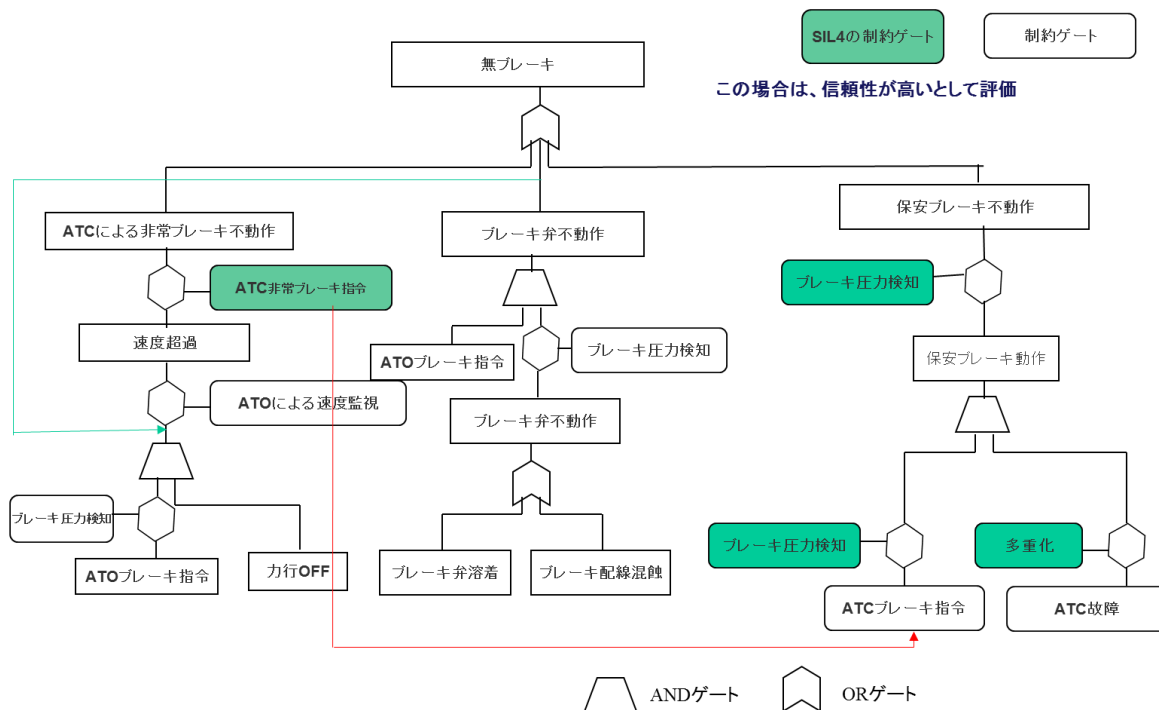 SIL4の制約ゲート
制約ゲート
この場合は、信頼性が高いとして評価
無ブレーキ
ATCによる非常ブレーキ不動作
ブレーキ弁不動作
保安ブレーキ不動作
ATC非常ブレーキ指令
ブレーキ圧力検知
速度超過
ATOブレーキ指令
ブレーキ圧力検知
保安ブレーキ動作
ATOによる速度監視
ブレーキ弁不動作
ブレーキ圧力検知
ATOブレーキ指令
力行OFF
ブレーキ弁溶着
ブレーキ配線混蝕
ブレーキ圧力検知
多重化
ATCブレーキ指令
ATC故障
ANDゲート
ORゲート